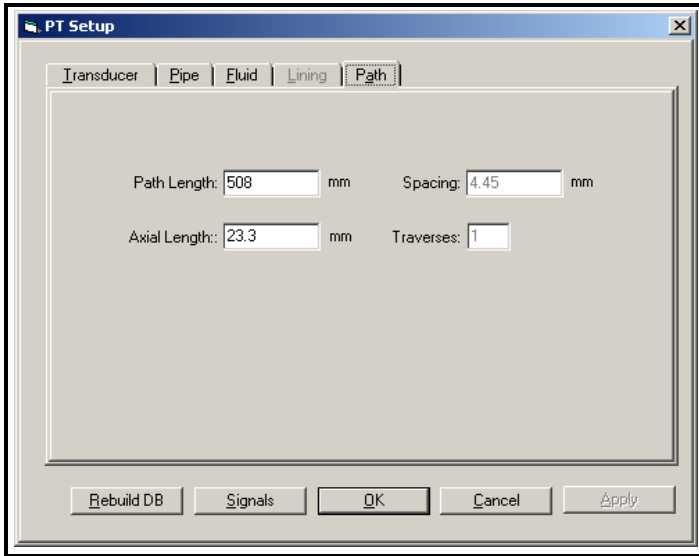 PT Setup
Transducer Pipe Fluid Lining Path
Path Length: 508 mm Spacing: 4.45 mm
Axial Length:: 23.3 mm Traverses: 1
Rebuild DB Signals OK Cancel Apply